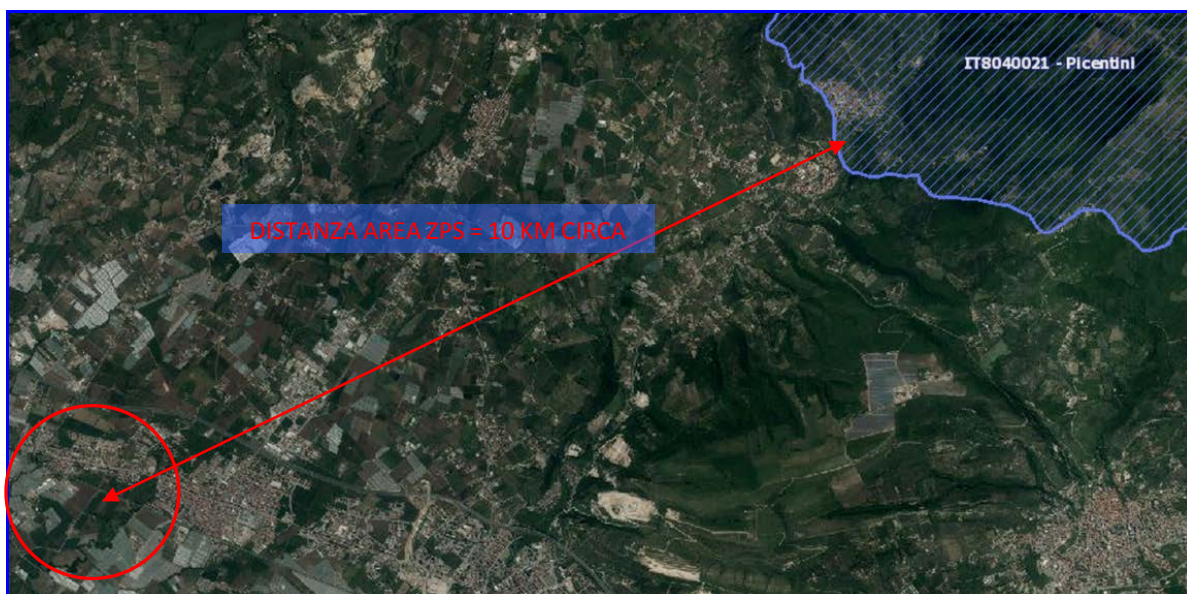 IT8040021 - Picentini
DISTANZA AREA ZPS = 10 KM CIRCA